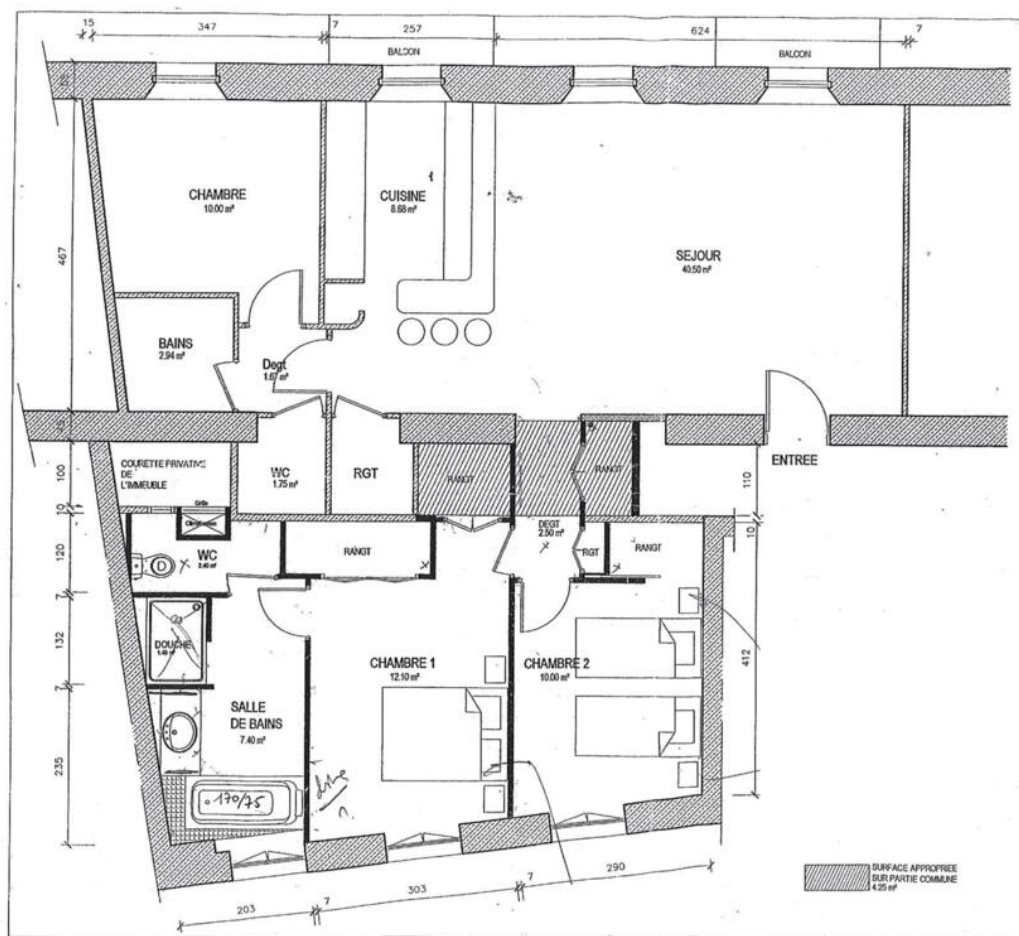 15
347
7
257
624
7
BALCON
BALCON
55
467
CHAMBRE
10.00 m²
CUISINE
8.68 m²
SEJOUR
40.50 m²
BAINS
2.94 m²
Degt
ENTREE
COURETTE PRIVATIVE
DE
L'IMMEUBLE
100
10
WC
1.75 m²
RGT
RANGT
RANGT
110
10
DEGT
2.50 m²
120
WC
RANGT
RGT
RANGT
7
132
DOUCHE
CHAMBRE 1
12.10 m²
CHAMBRE 2
10.00 m²
412
7
SALLE
DE BAINS
7.40 m²
235
170/75
203
7
303
7
290
SURFACE APPROPRIEE
SUR PARTIE COMMUNE
4.25 m²